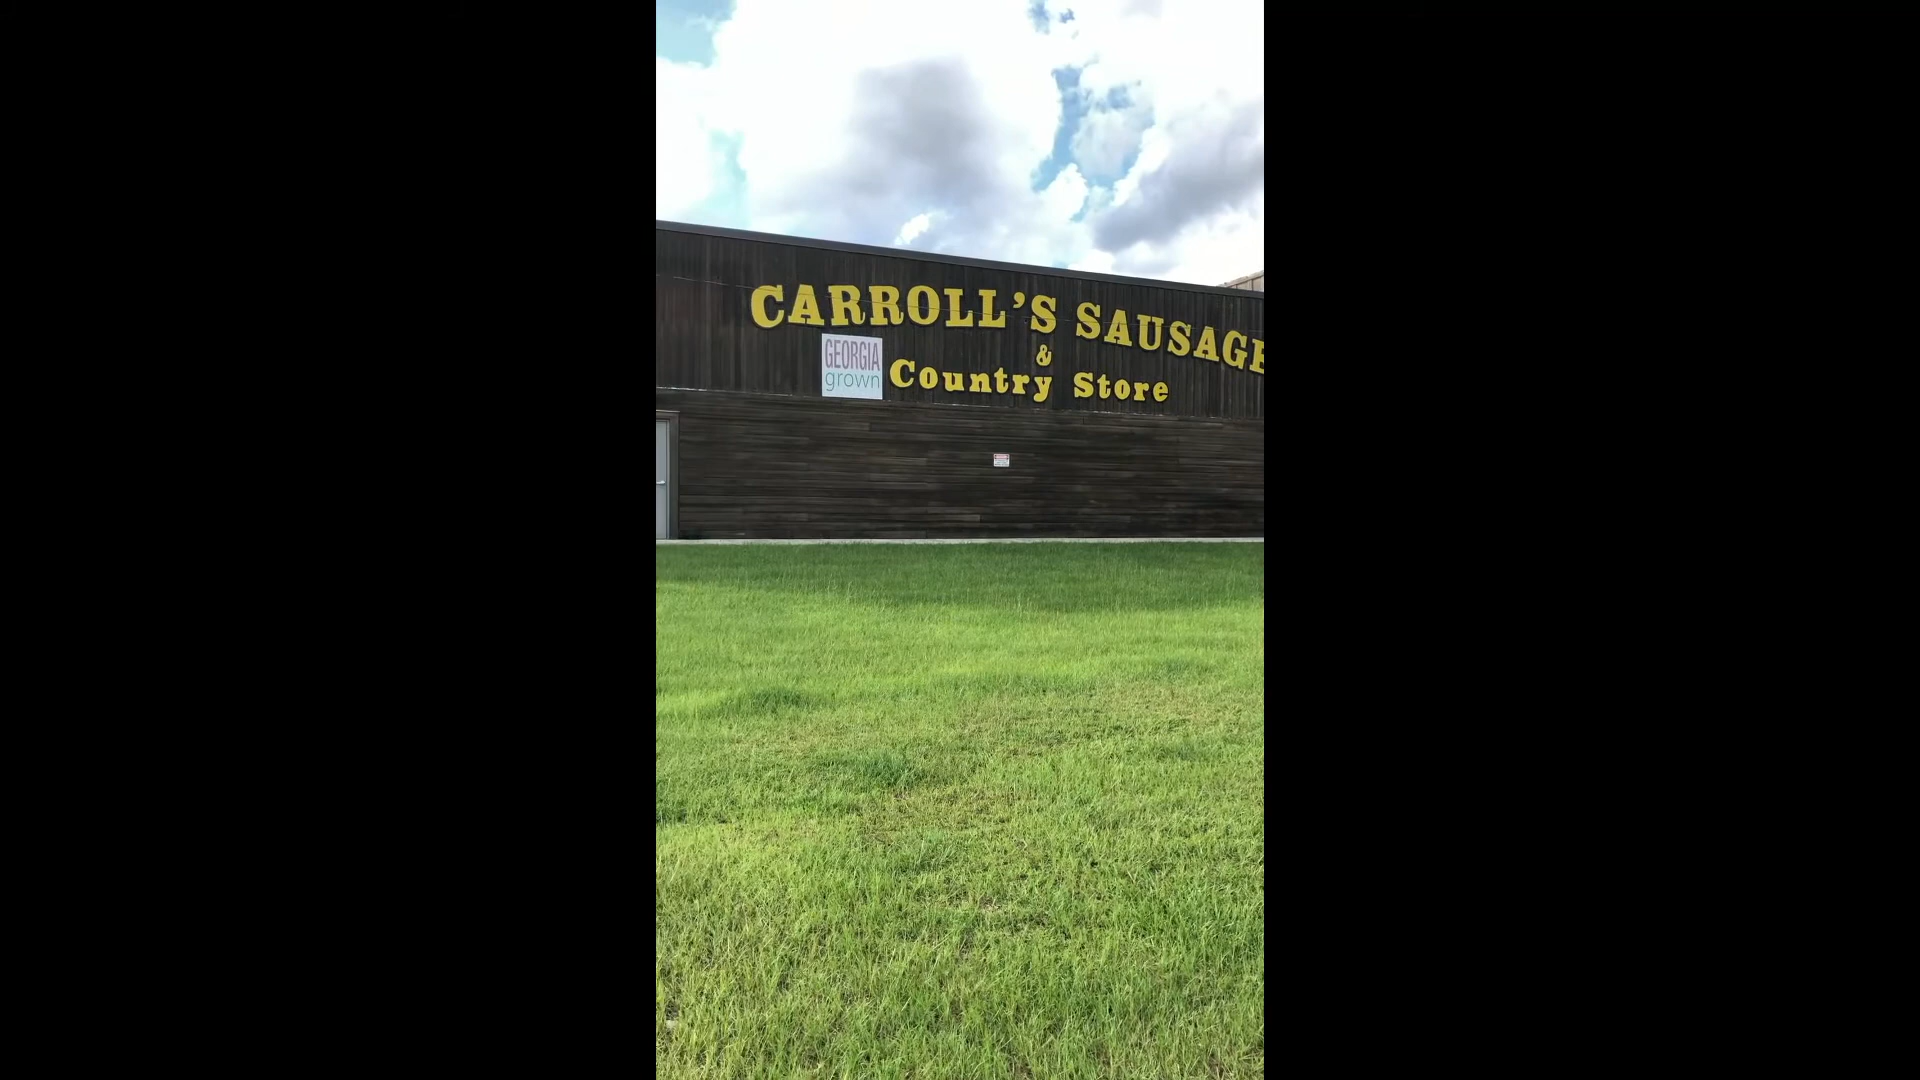 CARROLL'S SAUSAGE
&
GEORGIA
grown
Country Store